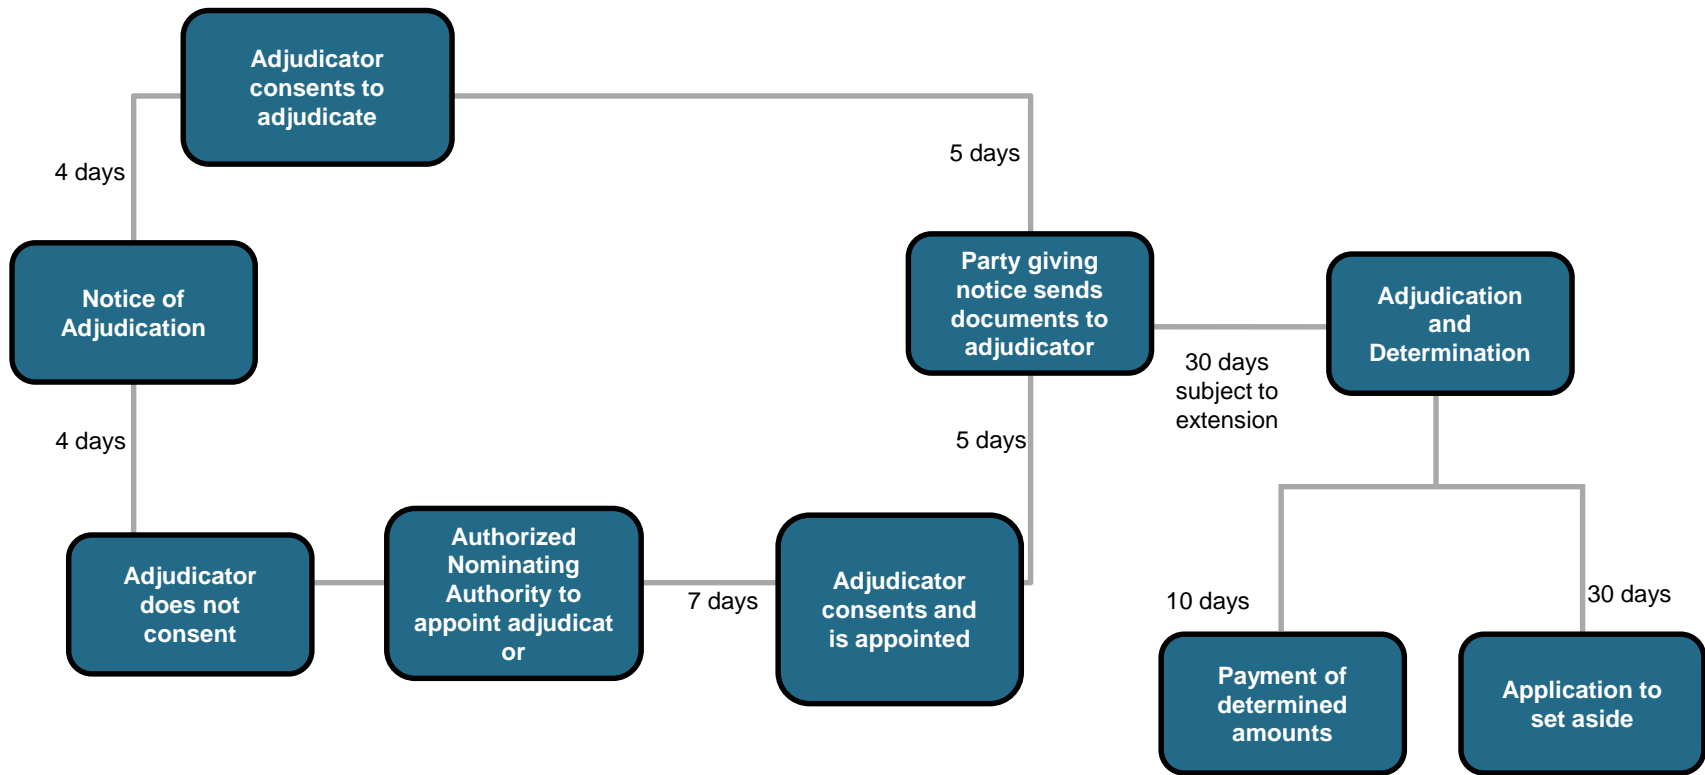 Adjudicator
consents to
adjudicate
4 days
5 days
Notice of
Adjudication
Party giving
notice sends
documents to
adjudicator
Adjudication
and
Determination
30 days
subject to
extension
4 days
5 days
Adjudicator
does not
consent
Authorized
Nominating
Authority to
appoint adjudicat
or
7 days
Adjudicator
consents and
is appointed
10 days
30 days
Payment of
determined
amounts
Application to
set aside